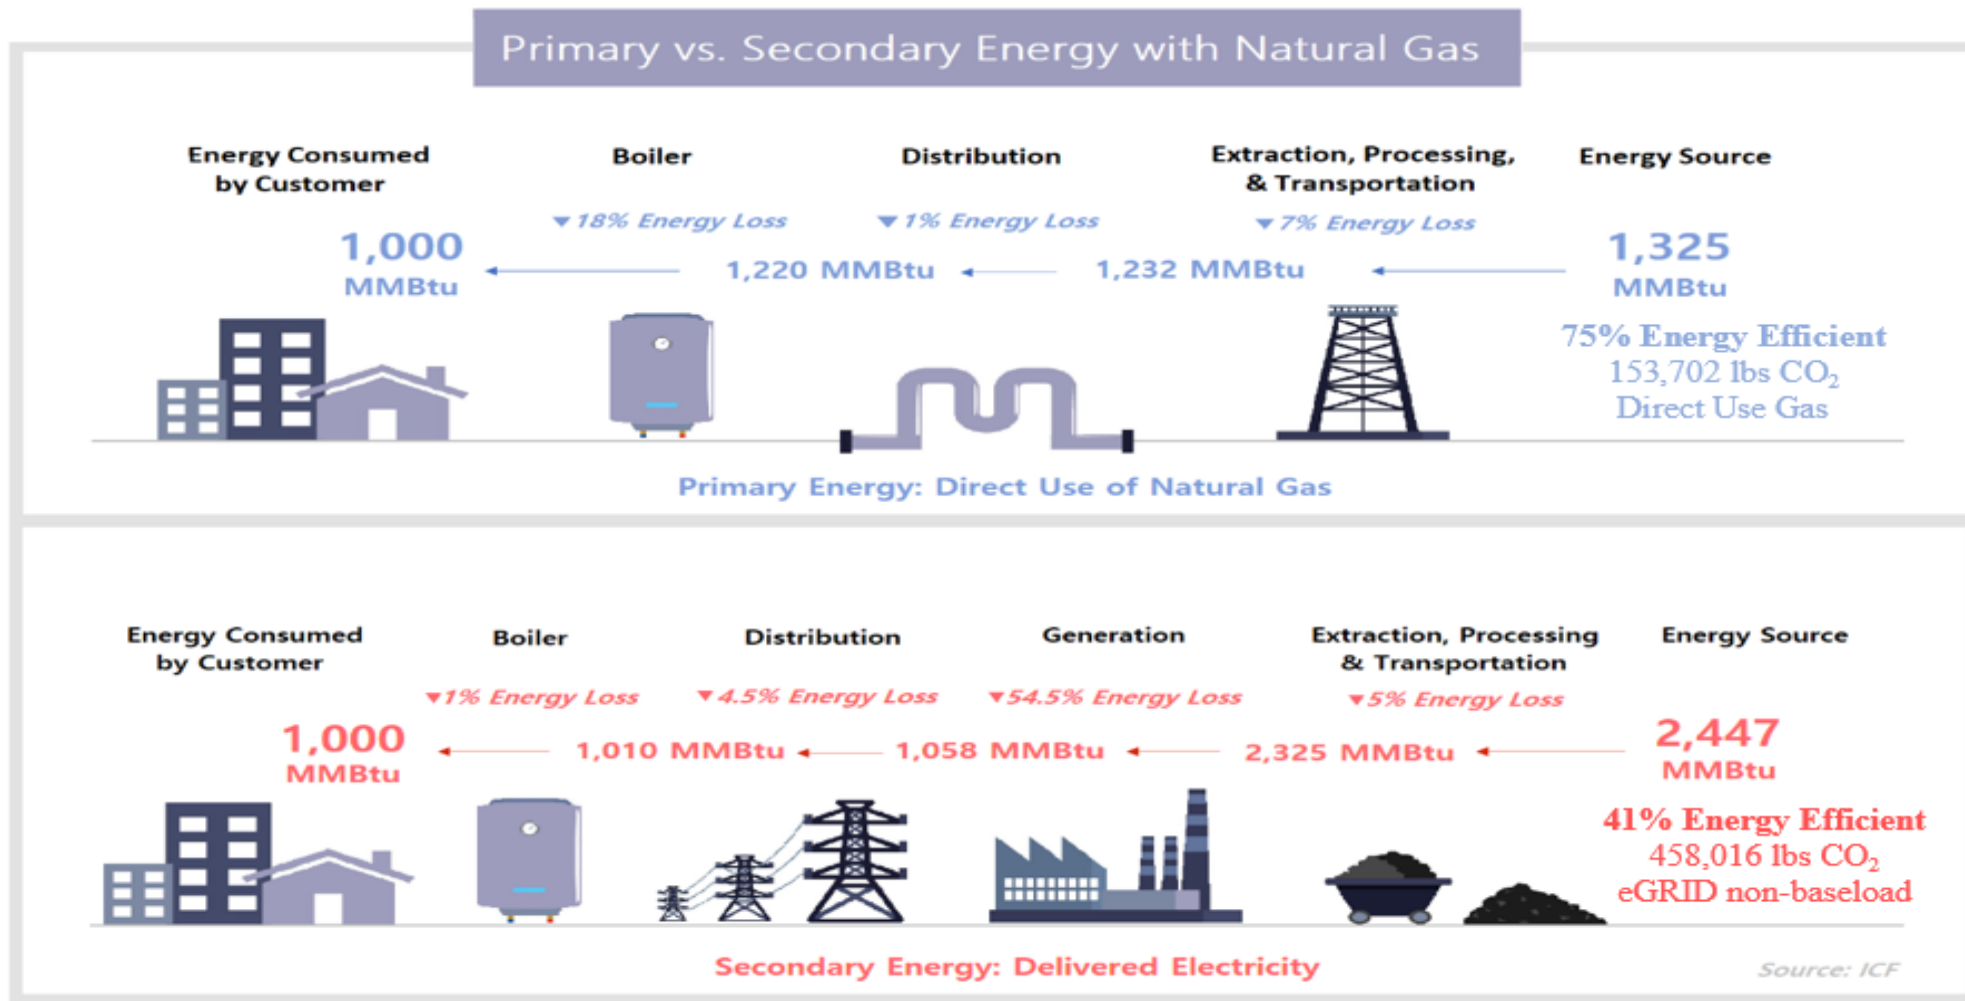 Primary vs. Secondary Energy with Natural Gas
Energy Consumed
by Customer
Boiler
Distribution
Extraction, Processing,
& Transportation
Energy Source
▼18% Energy Loss
▼1% Energy Loss
▼7% Energy Loss
1,000
MMBtu
1,220 MMBtu
1,232 MMBtu
1,325
MMBtu
75% Energy Efficient
153,702 lbs CO₂
Direct Use Gas
Primary Energy: Direct Use of Natural Gas
Energy Consumed
by Customer
Boiler
Distribution
Generation
Extraction, Processing
& Transportation
Energy Source
▼1% Energy Loss
▼4.5% Energy Loss
▼54.5% Energy Loss
▼5% Energy Loss
1,000
MMBtu
1,010 MMBtu
1,058 MMBtu
2,325 MMBtu
2,447
MMBtu
41% Energy Efficient
458,016 lbs CO₂
eGRID non-baseload
Secondary Energy: Delivered Electricity
Source: ICF